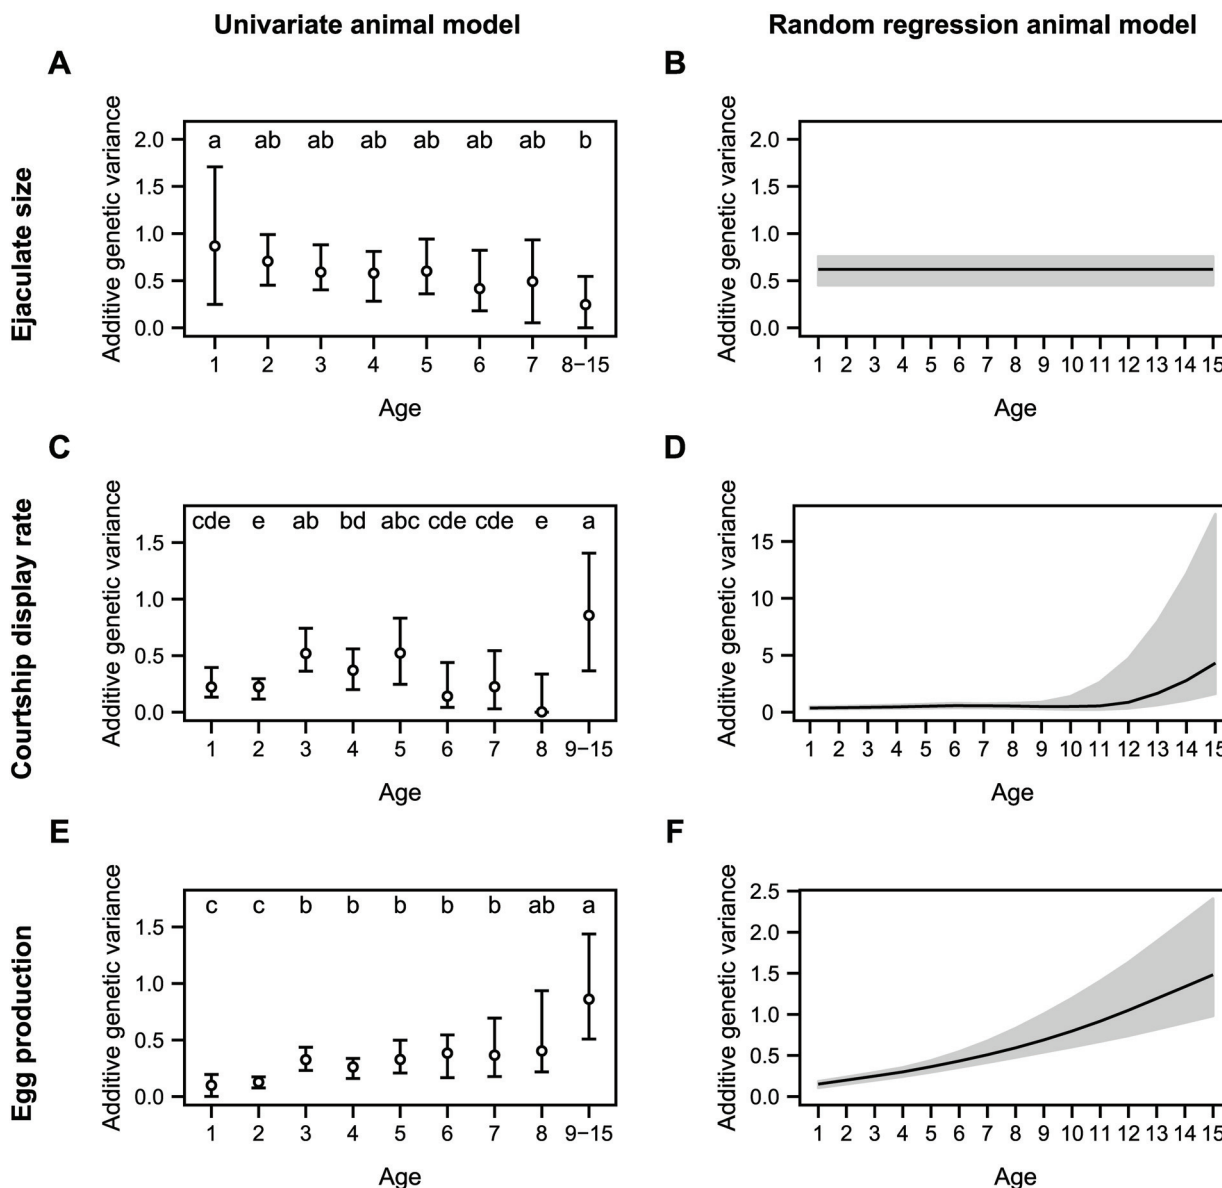 Univariate animal model
Random regression animal model
A
Ejaculate size
Additive genetic variance
2.0
1.5
1.0
0.5
0.0
a ab ab ab ab ab ab b
1 2 3 4 5 6 7 8–15
Age
B
Additive genetic variance
2.0
1.5
1.0
0.5
0.0
1 2 3 4 5 6 7 8 9 10 11 12 13 14 15
Age
C
Courtship display rate
Additive genetic variance
1.5
1.0
0.5
0.0
cde e ab bd abc cde cde e a
1 2 3 4 5 6 7 8 9–15
Age
D
Additive genetic variance
15
10
5
0
1 2 3 4 5 6 7 8 9 10 11 12 13 14 15
Age
E
Egg production
Additive genetic variance
1.5
1.0
0.5
0.0
c c b b b b b ab a
1 2 3 4 5 6 7 8 9–15
Age
F
Additive genetic variance
2.5
2.0
1.5
1.0
0.5
0.0
1 2 3 4 5 6 7 8 9 10 11 12 13 14 15
Age